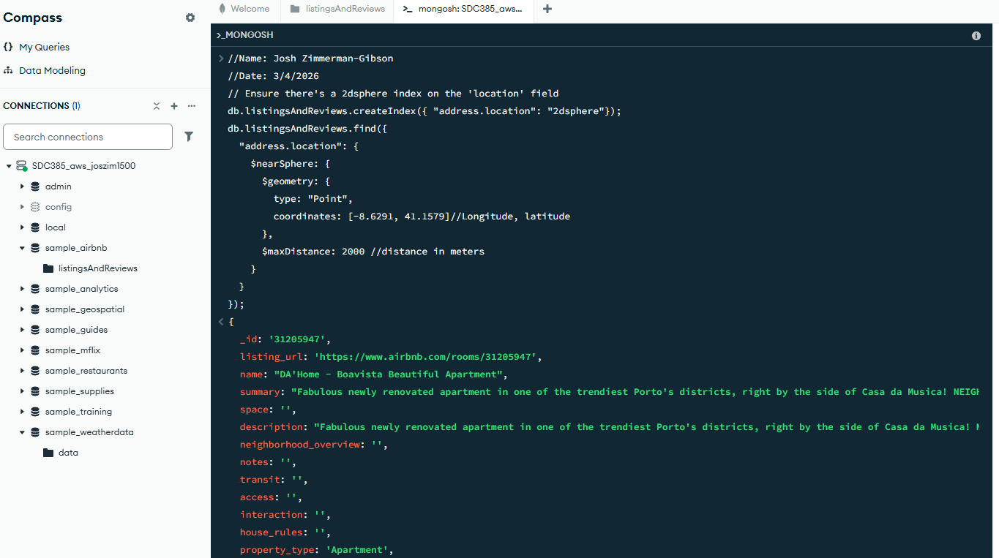 Compass
My Queries
Data Modeling
CONNECTIONS (1)
Search connections
SDC385_aws_joszim1500
admin
config
local
sample_airbnb
listingsAndReviews
sample_analytics
sample_geospatial
sample_guides
sample_mflix
sample_restaurants
sample_supplies
sample_training
sample_weatherdata
data
Welcome
listingsAndReviews
>_ mongosh: SDC385_aws...
>_MONGOSH
> //Name: Josh Zimmerman-Gibson
//Date: 3/4/2026
// Ensure there's a 2dsphere index on the 'location' field
db.listingsAndReviews.createIndex({ "address.location": "2dsphere"});
db.listingsAndReviews.find({
"address.location": {
$nearSphere: {
$geometry: {
type: "Point",
coordinates: [-8.6291, 41.1579]//Longitude, latitude
},
$maxDistance: 2000 //distance in meters
}
}
});
< {
_id: '31205947',
listing_url: 'https://www.airbnb.com/rooms/31205947',
name: "DA'Home - Boavista Beautiful Apartment",
summary: "Fabulous newly renovated apartment in one of the trendiest Porto's districts, right by the side of Casa da Musica! NEIGH
space: '',
description: "Fabulous newly renovated apartment in one of the trendiest Porto's districts, right by the side of Casa da Musica! N
neighborhood_overview: '',
notes: '',
transit: '',
access: '',
interaction: '',
house_rules: '',
property_type: 'Apartment',